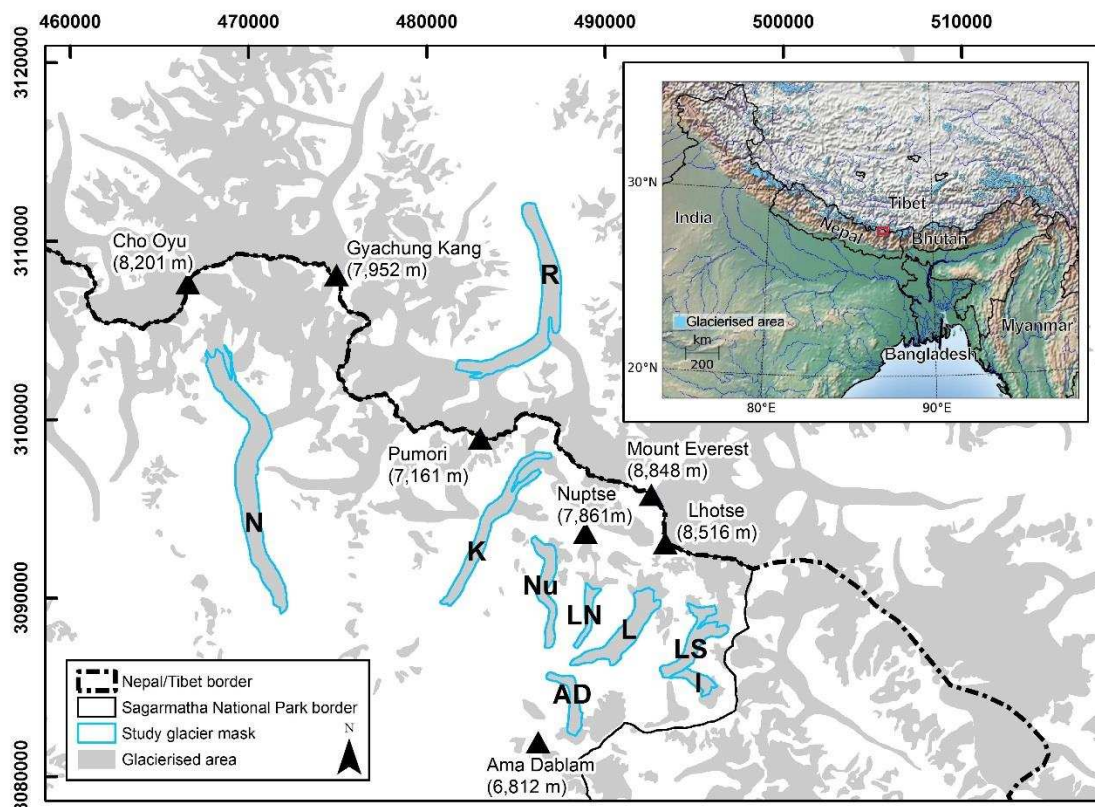 460000
470000
480000
490000
500000
510000
3120000
3110000
3100000
3090000
3080000
Cho Oyu
(8,201 m)
Gyachung Kang
(7,952 m)
R
Pumori
(7,161 m)
Mount Everest
(8,848 m)
Nuptse
(7,861m)
Lhotse
(8,516 m)
N
K
Nu
LN
L
LS
I
AD
Ama Dablam
(6,812 m)
30°N
20°N
80°E
90°E
India
Nepal
Tibet
Bhutan
Myanmar
Bangladesh
Glacierised area
km
200
Nepal/Tibet border
Sagarmatha National Park border
Study glacier mask
Glacierised area
N